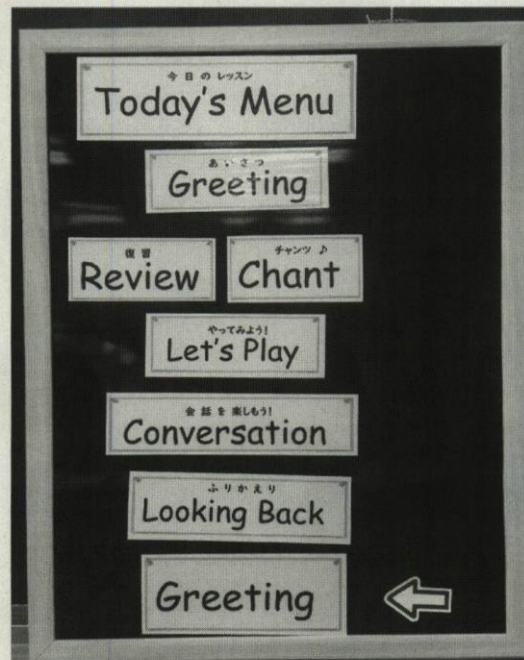 今日のレッスン
Today's Menu
あいさつ
Greeting
復習
Review
チャンツ♪
Chant
やってみよう!
Let's Play
会話を楽しもう!
Conversation
ふりかえり
Looking Back
Greeting